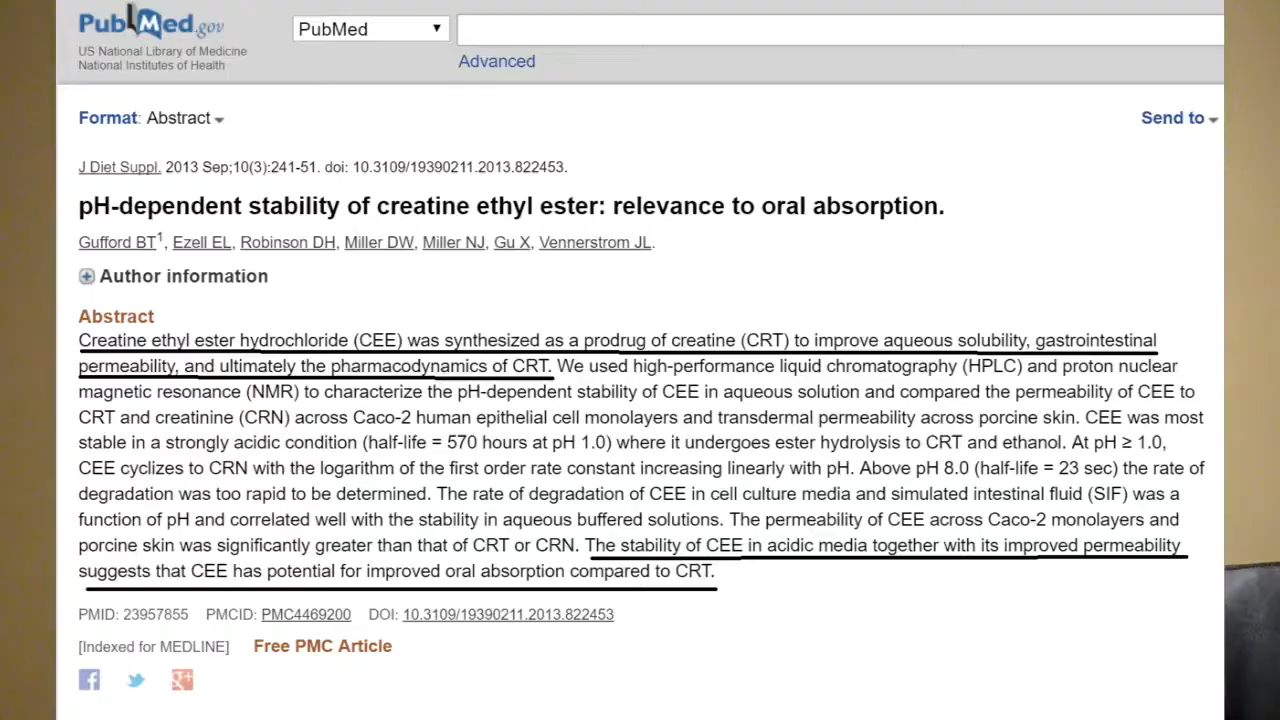 PubMed.gov
US National Library of Medicine
National Institutes of Health
PubMed
Advanced
Format: Abstract
Send to
J Diet Suppl. 2013 Sep;10(3):241-51. doi: 10.3109/19390211.2013.822453.
pH-dependent stability of creatine ethyl ester: relevance to oral absorption.
Gufford BT1, Ezell EL, Robinson DH, Miller DW, Miller NJ, Gu X, Vennerstrom JL.
Author information
Abstract
Creatine ethyl ester hydrochloride (CEE) was synthesized as a prodrug of creatine (CRT) to improve aqueous solubility, gastrointestinal
permeability, and ultimately the pharmacodynamics of CRT. We used high-performance liquid chromatography (HPLC) and proton nuclear
magnetic resonance (NMR) to characterize the pH-dependent stability of CEE in aqueous solution and compared the permeability of CEE to
CRT and creatinine (CRN) across Caco-2 human epithelial cell monolayers and transdermal permeability across porcine skin. CEE was most
stable in a strongly acidic condition (half-life = 570 hours at pH 1.0) where it undergoes ester hydrolysis to CRT and ethanol. At pH ≥ 1.0,
CEE cyclizes to CRN with the logarithm of the first order rate constant increasing linearly with pH. Above pH 8.0 (half-life = 23 sec) the rate of
degradation was too rapid to be determined. The rate of degradation of CEE in cell culture media and simulated intestinal fluid (SIF) was a
function of pH and correlated well with the stability in aqueous buffered solutions. The permeability of CEE across Caco-2 monolayers and
porcine skin was significantly greater than that of CRT or CRN. The stability of CEE in acidic media together with its improved permeability
suggests that CEE has potential for improved oral absorption compared to CRT.
PMID: 23957855 PMCID: PMC4469200 DOI: 10.3109/19390211.2013.822453
[Indexed for MEDLINE] Free PMC Article